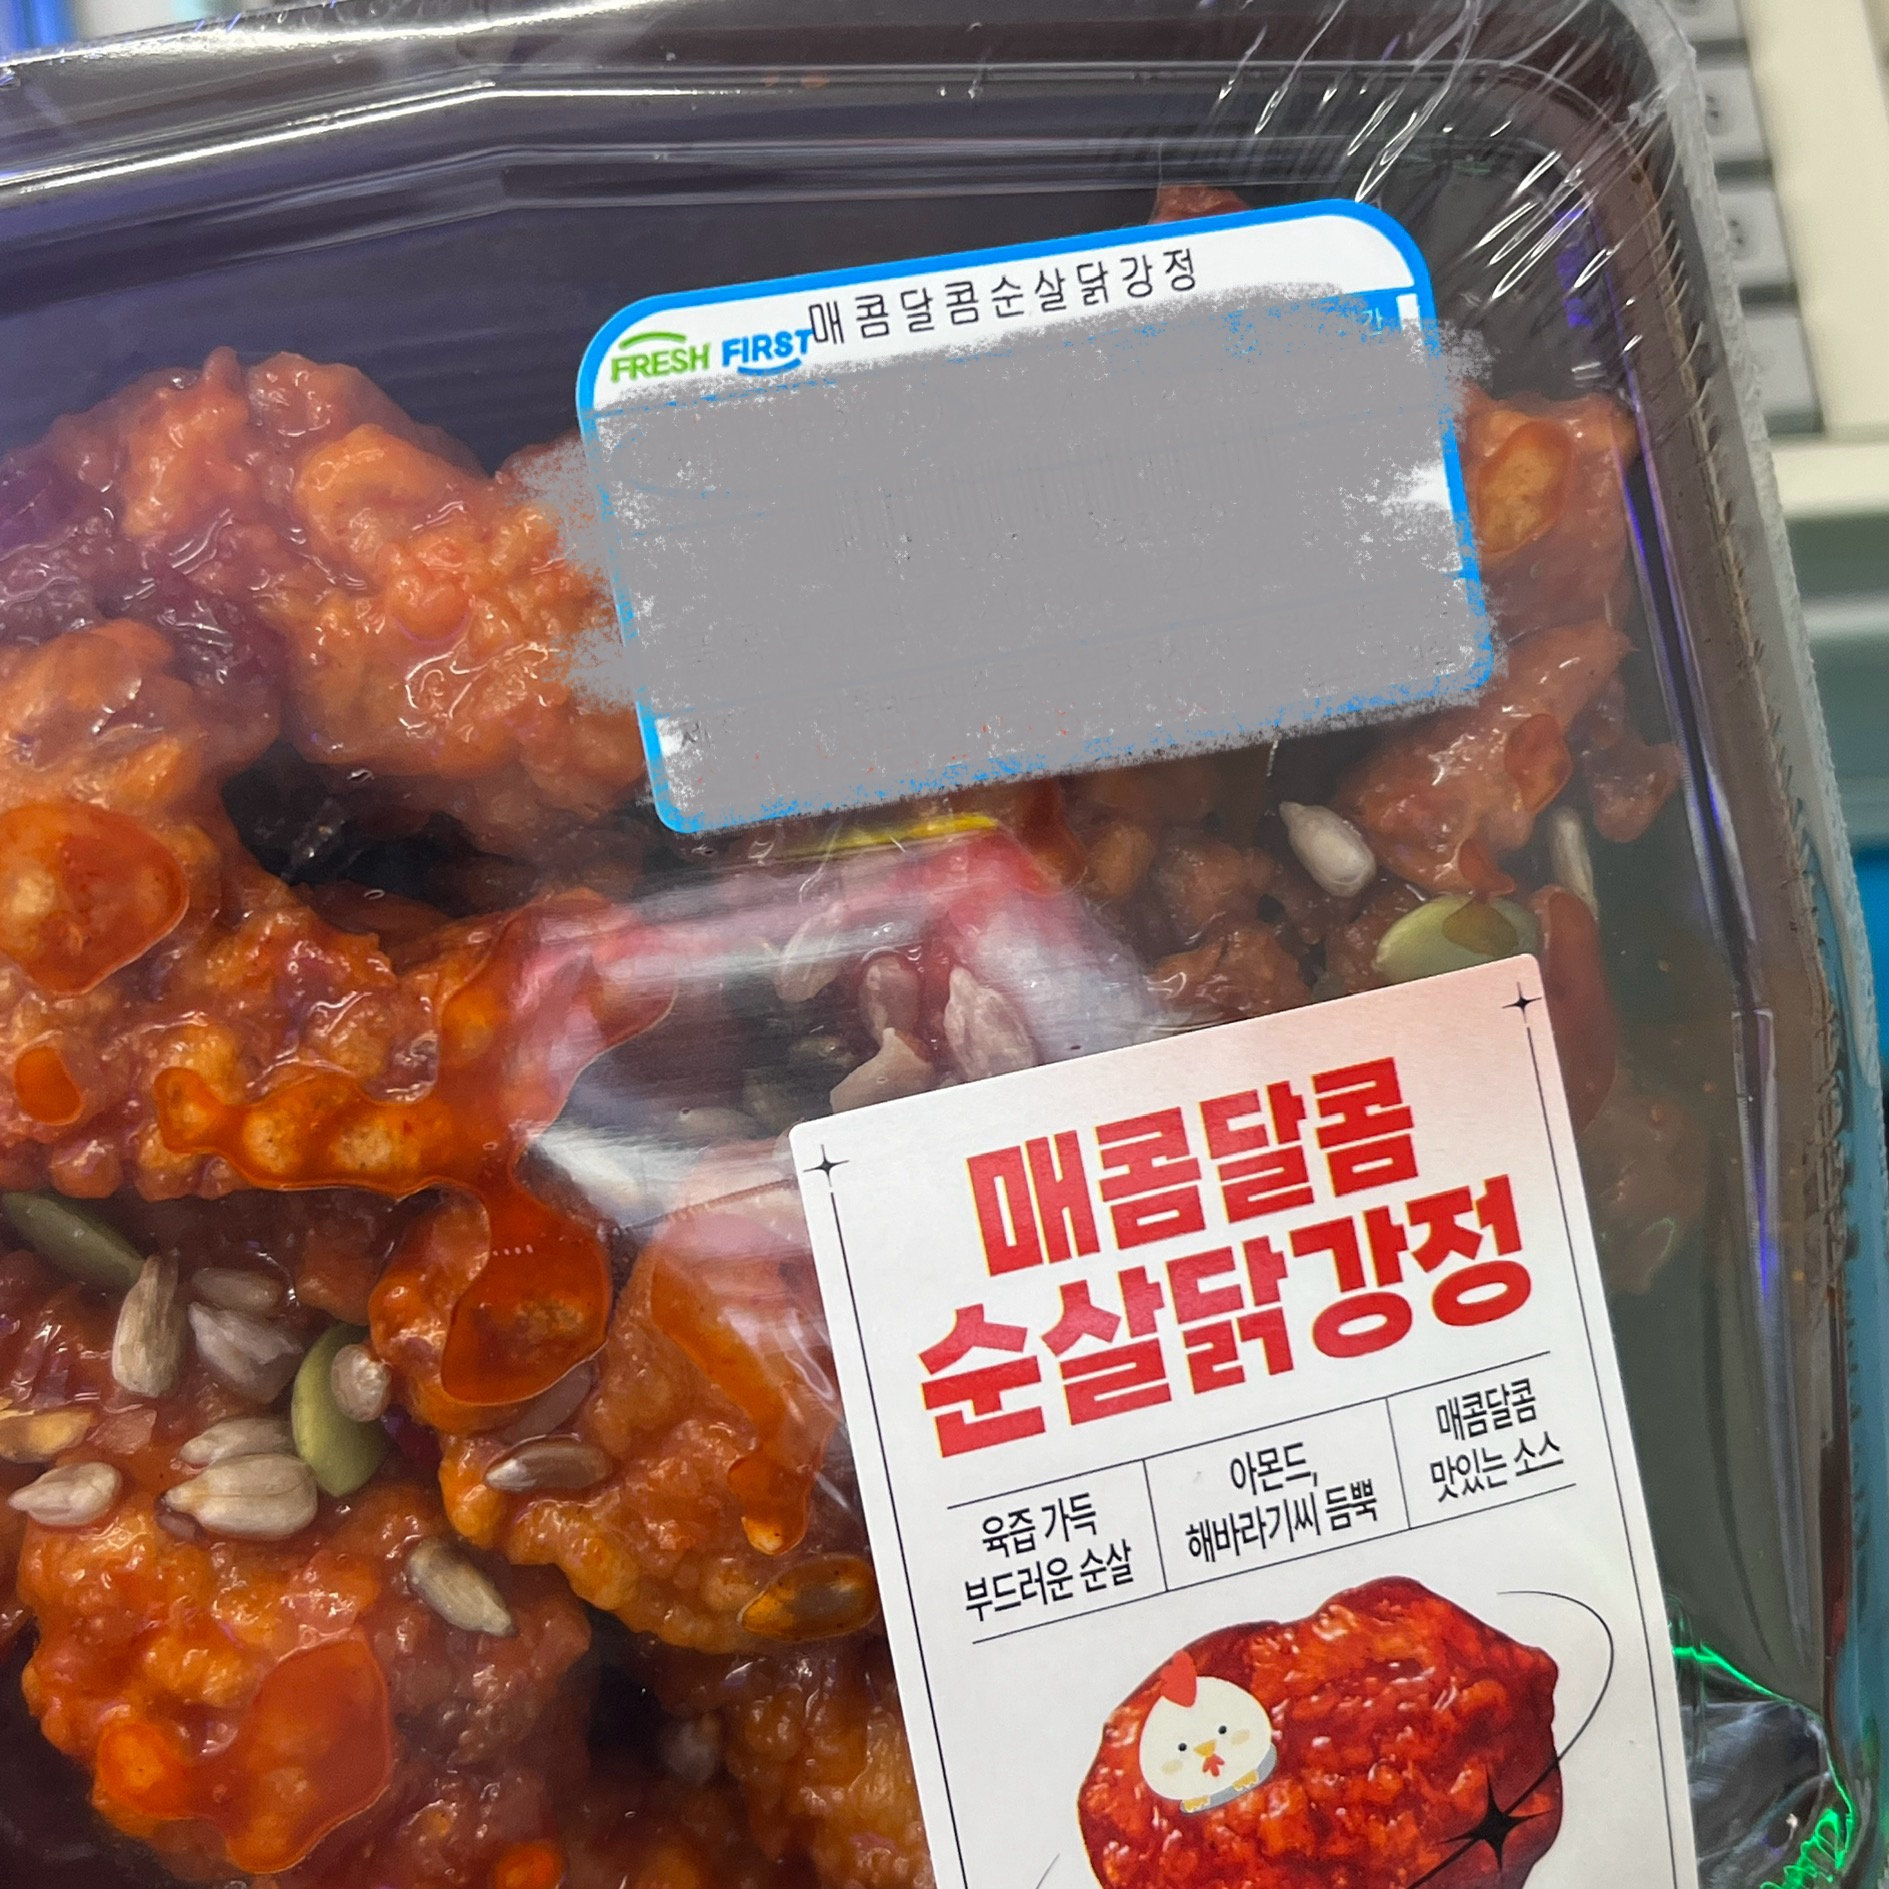 매콤달콤순살닭강정
FRESH FIRST
매콤달콤
순살닭강정
육즙 가득
부드러운 순살
아몬드,
해바라기씨 듬뿍
매콤달콤
맛있는 소스